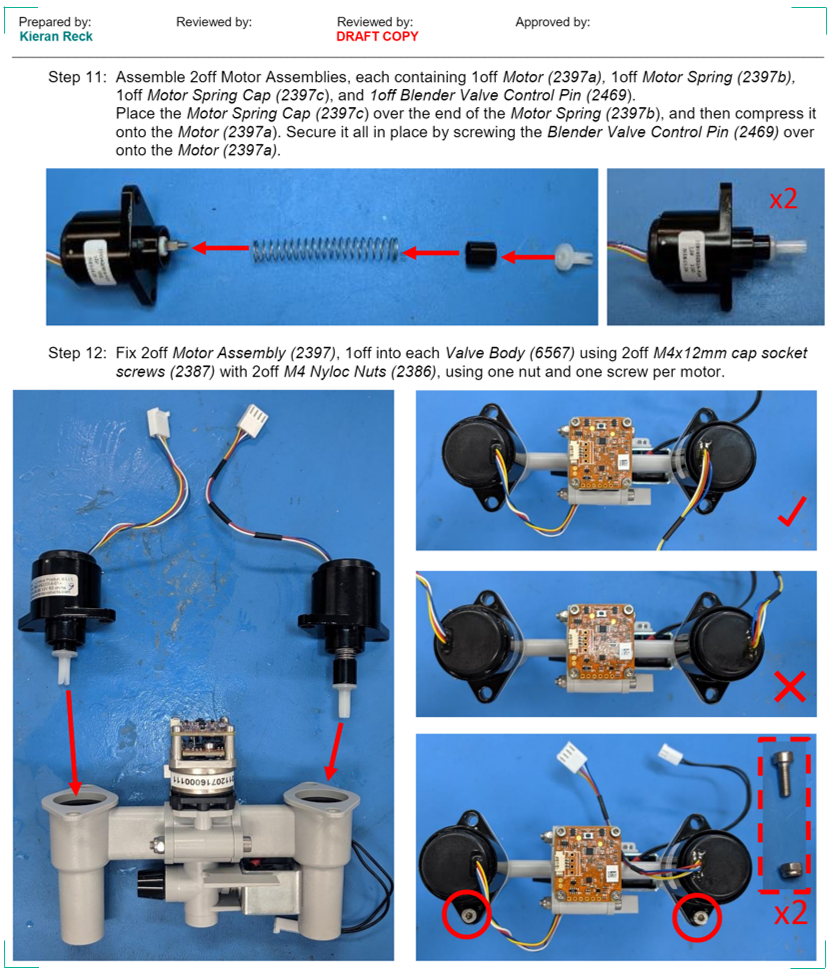 Prepared by:
Kieran Reck
Reviewed by:
Reviewed by:
DRAFT COPY
Approved by:
Step 11: Assemble 2off Motor Assemblies, each containing 1off Motor (2397a), 1off Motor Spring (2397b),
1off Motor Spring Cap (2397c), and 1off Blender Valve Control Pin (2469).
Place the Motor Spring Cap (2397c) over the end of the Motor Spring (2397b), and then compress it
onto the Motor (2397a). Secure it all in place by screwing the Blender Valve Control Pin (2469) over
onto the Motor (2397a).
x2
Step 12: Fix 2off Motor Assembly (2397), 1off into each Valve Body (6567) using 2off M4x12mm cap socket
screws (2387) with 2off M4 Nyloc Nuts (2386), using one nut and one screw per motor.
x2